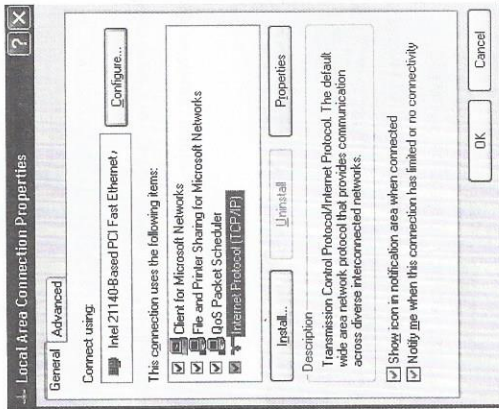 Local Area Connection Properties
General Advanced
Connect using:
Intel 21140-Based PCI Fast Ethernet
Configure...
This connection uses the following items:
Client for Microsoft Networks
File and Printer Sharing for Microsoft Networks
QoS Packet Scheduler
Internet Protocol (TCP/IP)
Install... Uninstall Properties
Description
Transmission Control Protocol/Internet Protocol. The default
wide area network protocol that provides communication
across diverse interconnected networks.
Show icon in notification area when connected
Notify me when this connection has limited or no connectivity
OK Cancel